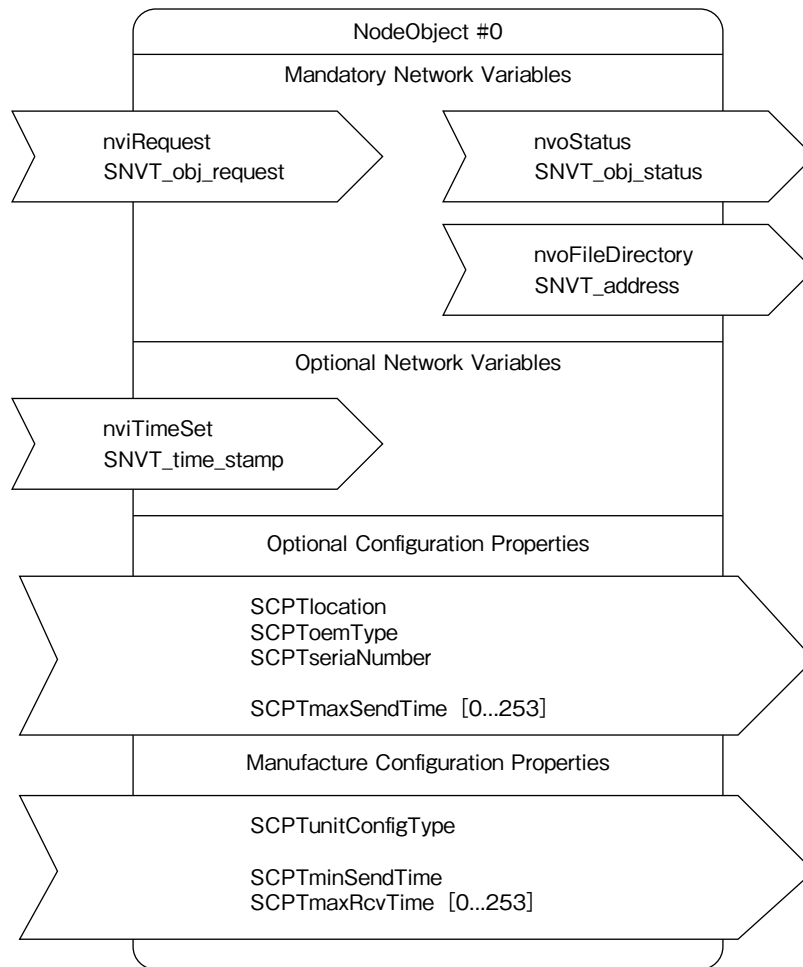 NodeObject #0
Mandatory Network Variables
nviRequest
SNVT_obj_request
nvoStatus
SNVT_obj_status
nvoFileDirectory
SNVT_address
Optional Network Variables
nviTimeSet
SNVT_time_stamp
Optional Configuration Properties
SCPTlocation
SCPToemType
SCPTseriaNumber
SCPTmaxSendTime [0...253]
Manufacture Configuration Properties
SCPTunitConfigType
SCPTminSendTime
SCPTmaxRcvTime [0...253]